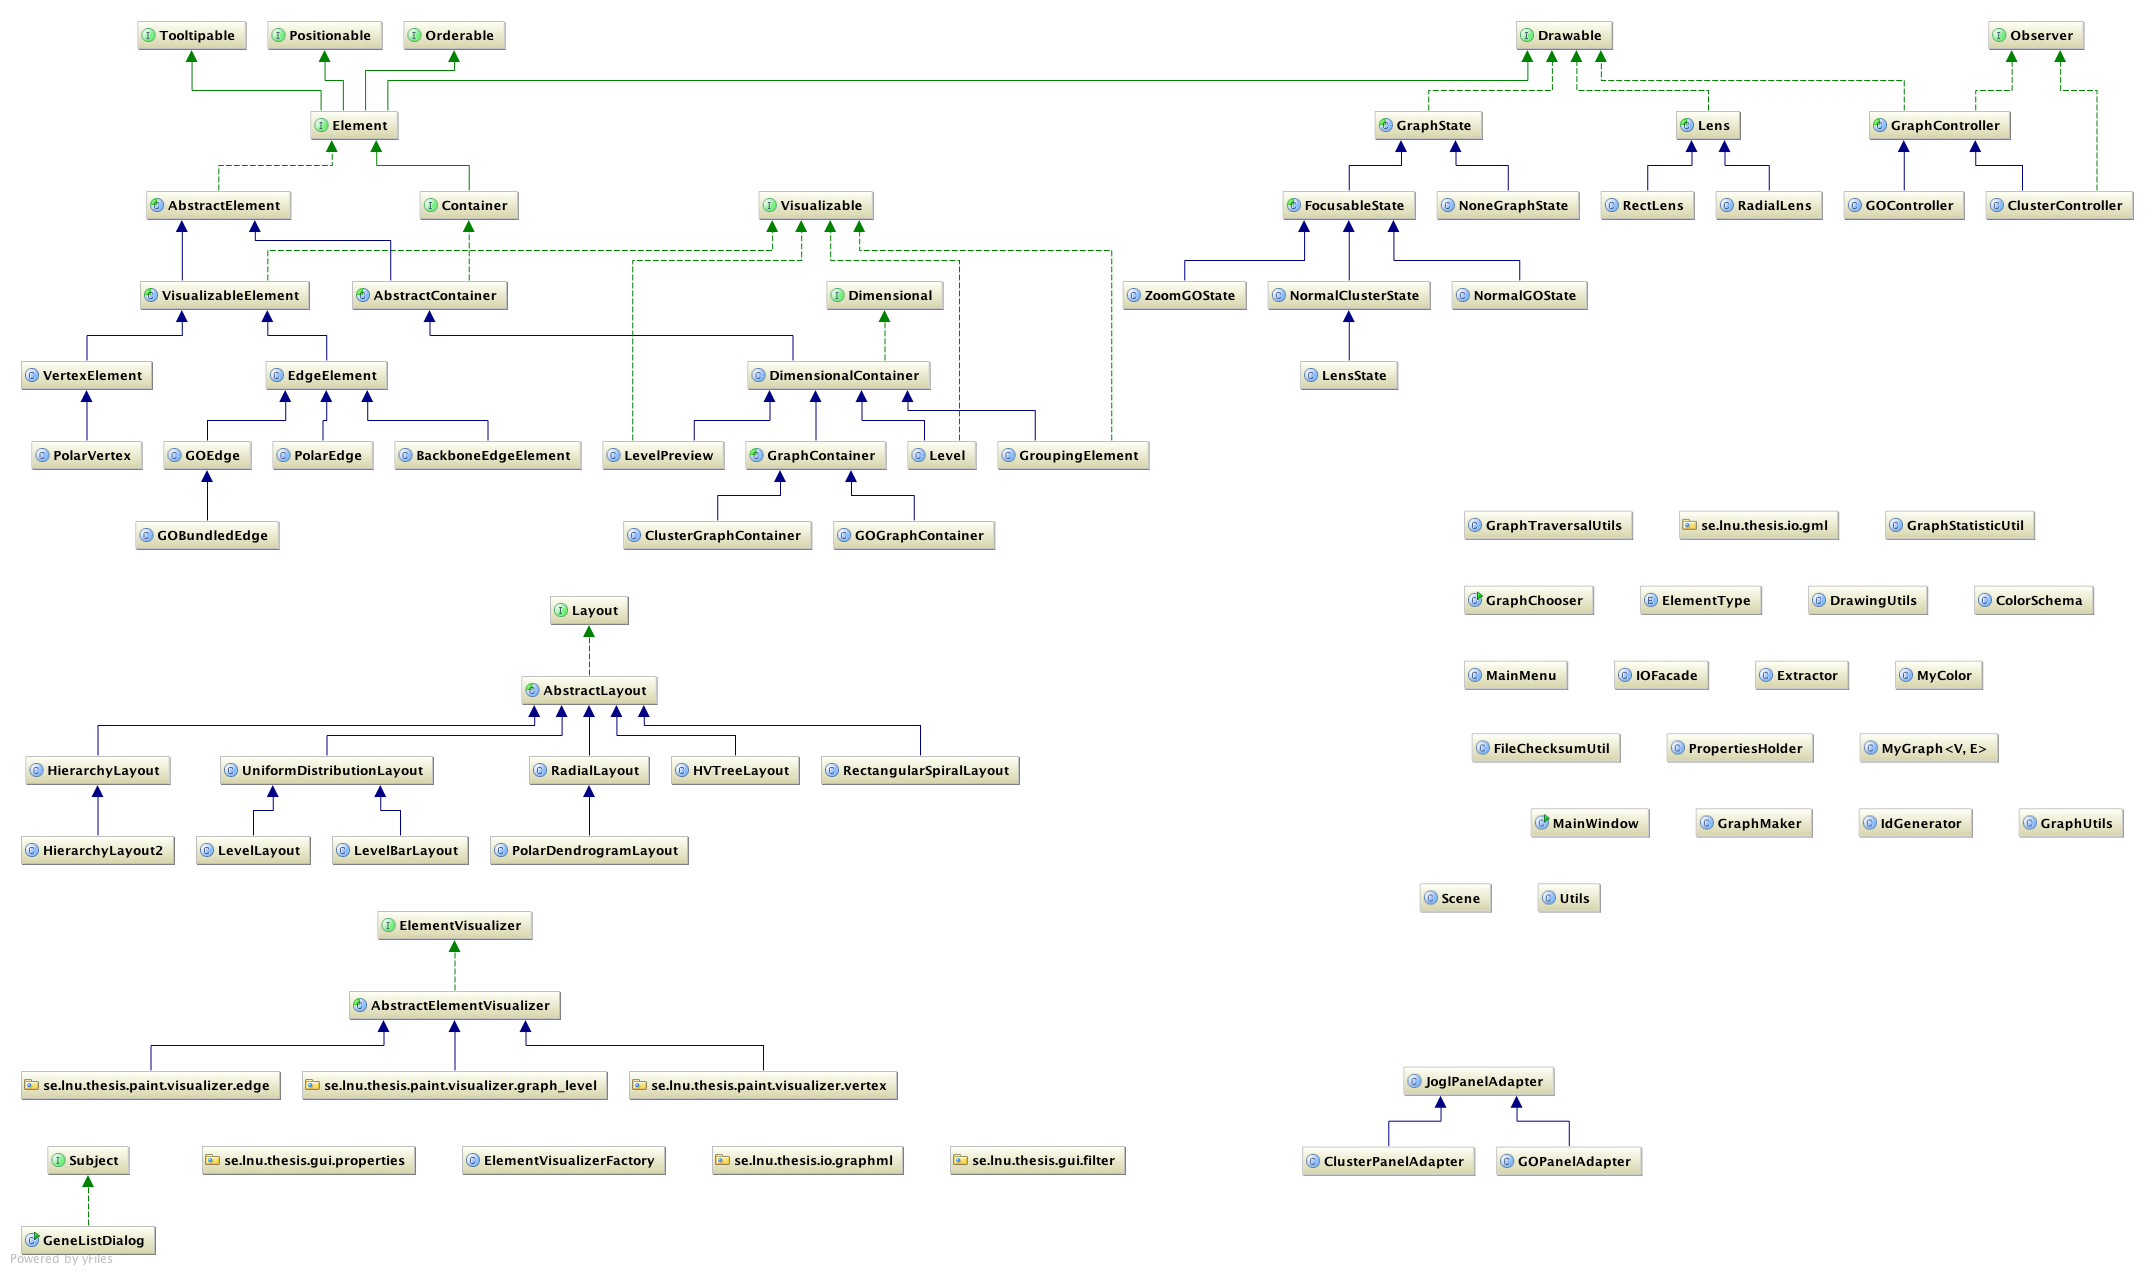 Tooltipable
Positionable
Orderable
Drawable
Observer
Element
GraphState
Lens
GraphController
AbstractElement
Container
Visualizable
FocusableState
NoneGraphState
RectLens
RadialLens
GOController
ClusterController
VisualizableElement
AbstractContainer
Dimensional
ZoomGOState
NormalClusterState
NormalGOState
VertexElement
EdgeElement
DimensionalContainer
LensState
PolarVertex
GOEdge
PolarEdge
BackboneEdgeElement
LevelPreview
GraphContainer
Level
GroupingElement
GOBundledEdge
ClusterGraphContainer
GOGraphContainer
GraphTraversalUtils
se.lnu.thesis.io.gml
GraphStatisticUtil
Layout
GraphChooser
ElementType
DrawingUtils
ColorSchema
AbstractLayout
MainMenu
IOFacade
Extractor
MyColor
HierarchyLayout
UniformDistributionLayout
RadialLayout
HVTreeLayout
RectangularSpiralLayout
FileChecksumUtil
PropertiesHolder
MyGraph<V, E>
HierarchyLayout2
LevelLayout
LevelBarLayout
PolarDendrogramLayout
MainWindow
GraphMaker
IdGenerator
GraphUtils
Scene
Utils
ElementVisualizer
AbstractElementVisualizer
se.lnu.thesis.paint.visualizer.edge
se.lnu.thesis.paint.visualizer.graph_level
se.lnu.thesis.paint.visualizer.vertex
JoglPanelAdapter
Subject
se.lnu.thesis.gui.properties
ElementVisualizerFactory
se.lnu.thesis.io.graphml
se.lnu.thesis.gui.filter
ClusterPanelAdapter
GOPanelAdapter
GeneListDialog
Powered by yFiles